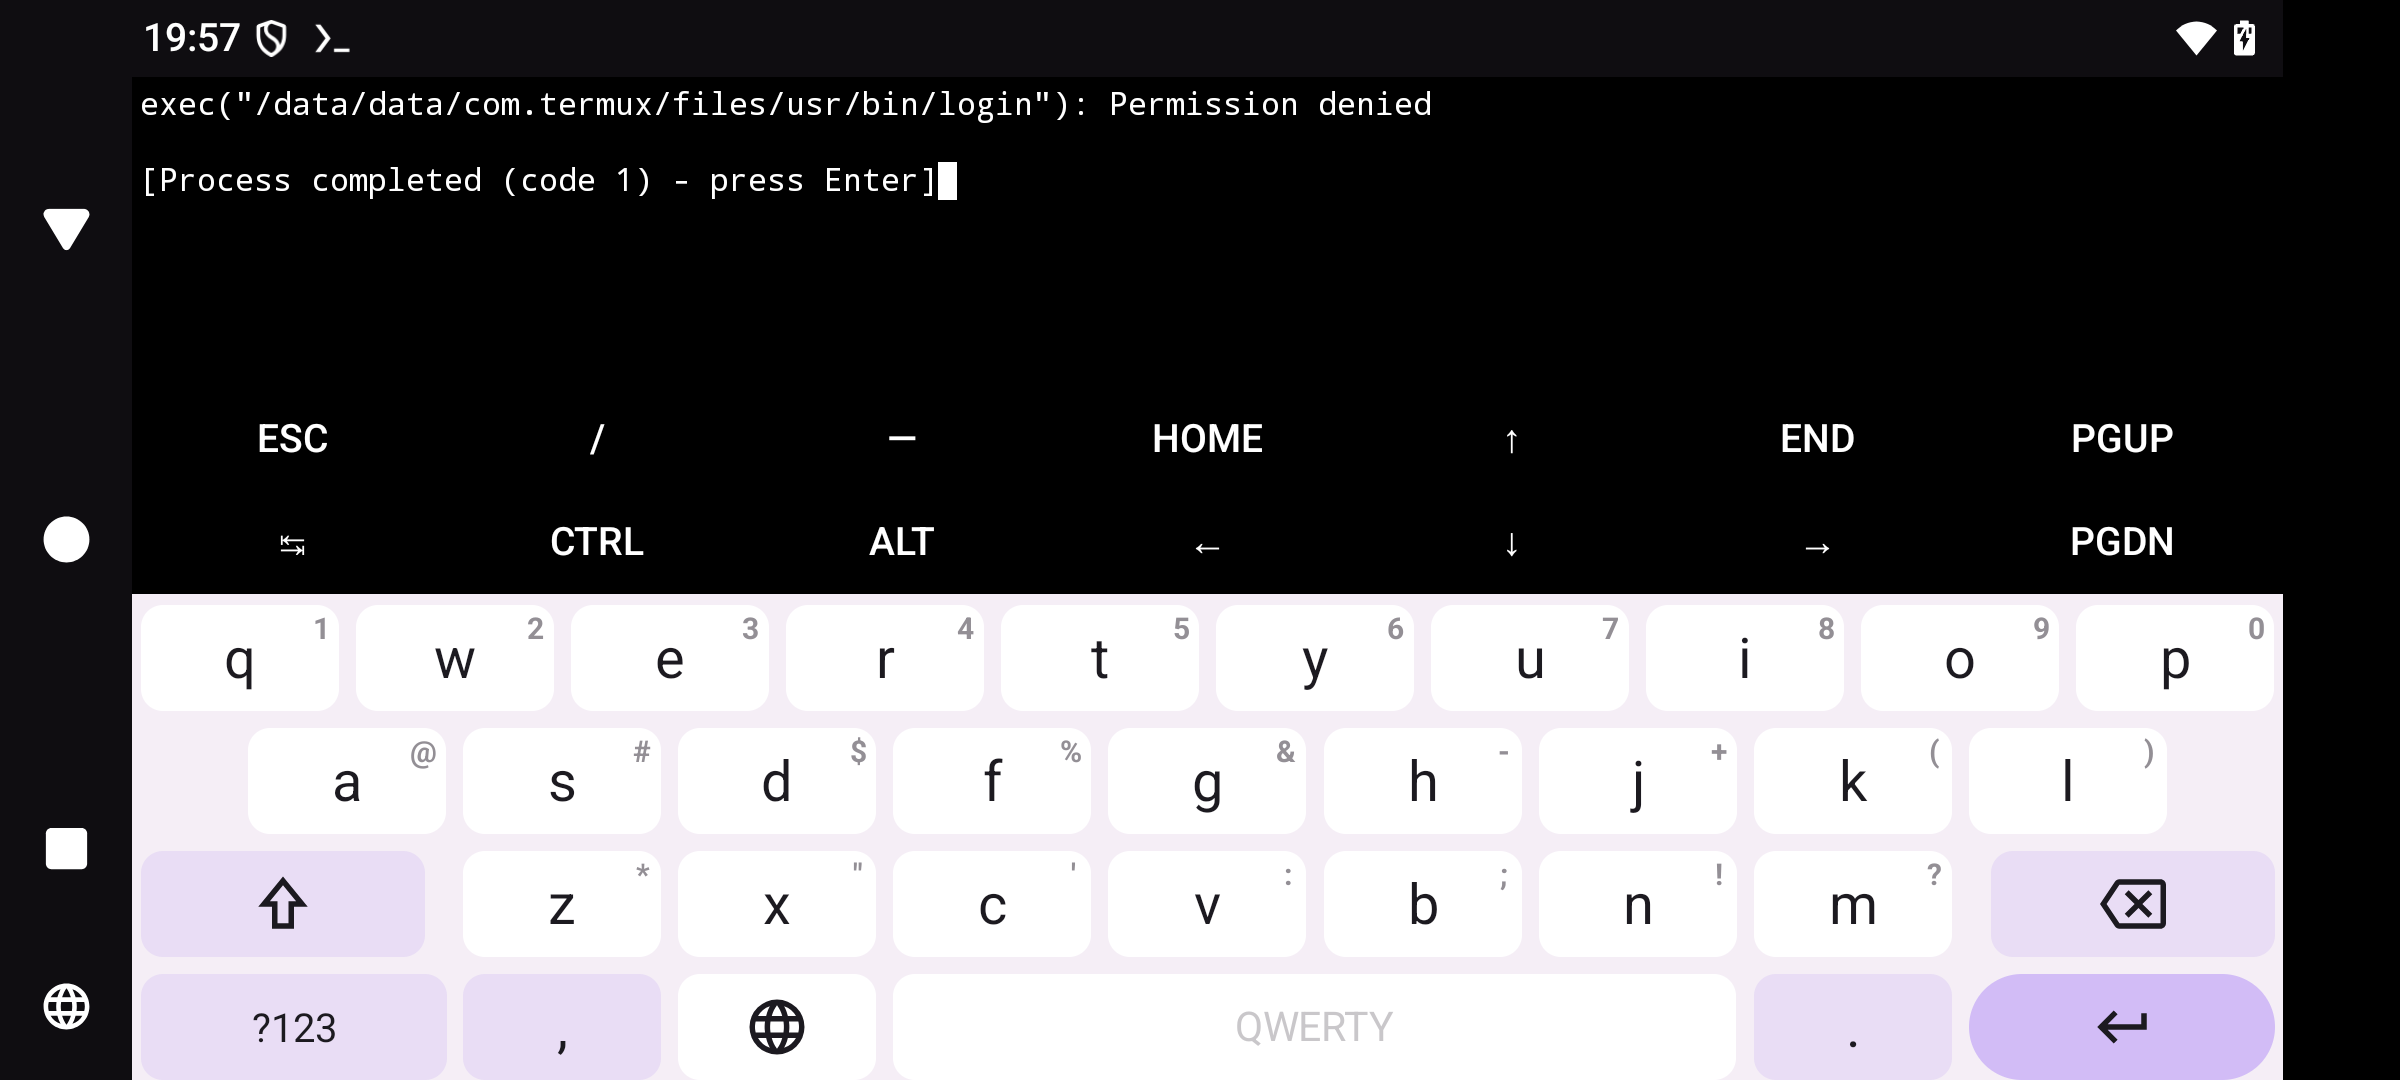 19:57
exec("/data/data/com.termux/files/usr/bin/login"): Permission denied
[Process completed (code 1) - press Enter]
ESC / — HOME ↑ END PGUP
↹ CTRL ALT ← ↓ → PGDN
q 1 w 2 e 3 r 4 t 5 y 6 u 7 i 8 o 9 p 0
a @ s # d $ f % g & h - j + k ( l )
z * x " c ' v : b ; n ! m ?
?123 , QWERTY .